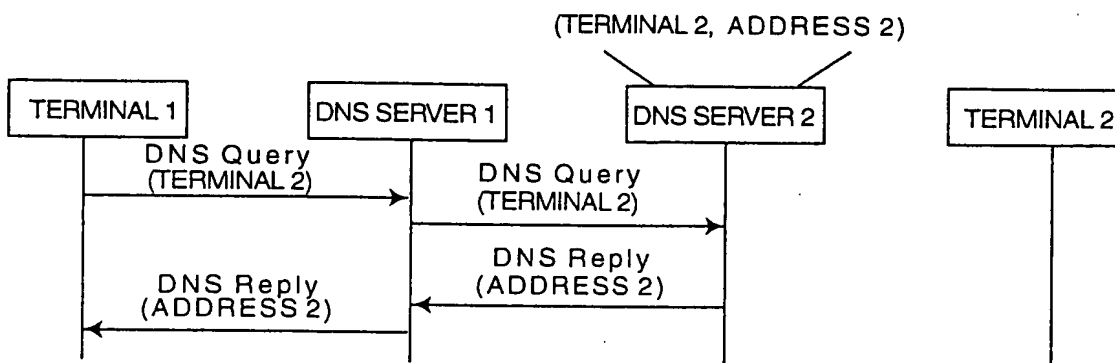 (TERMINAL 2, ADDRESS 2)
TERMINAL 1
DNS SERVER 1
DNS SERVER 2
TERMINAL 2
DNS Query
(TERMINAL 2)
DNS Query
(TERMINAL 2)
DNS Reply
(ADDRESS 2)
DNS Reply
(ADDRESS 2)